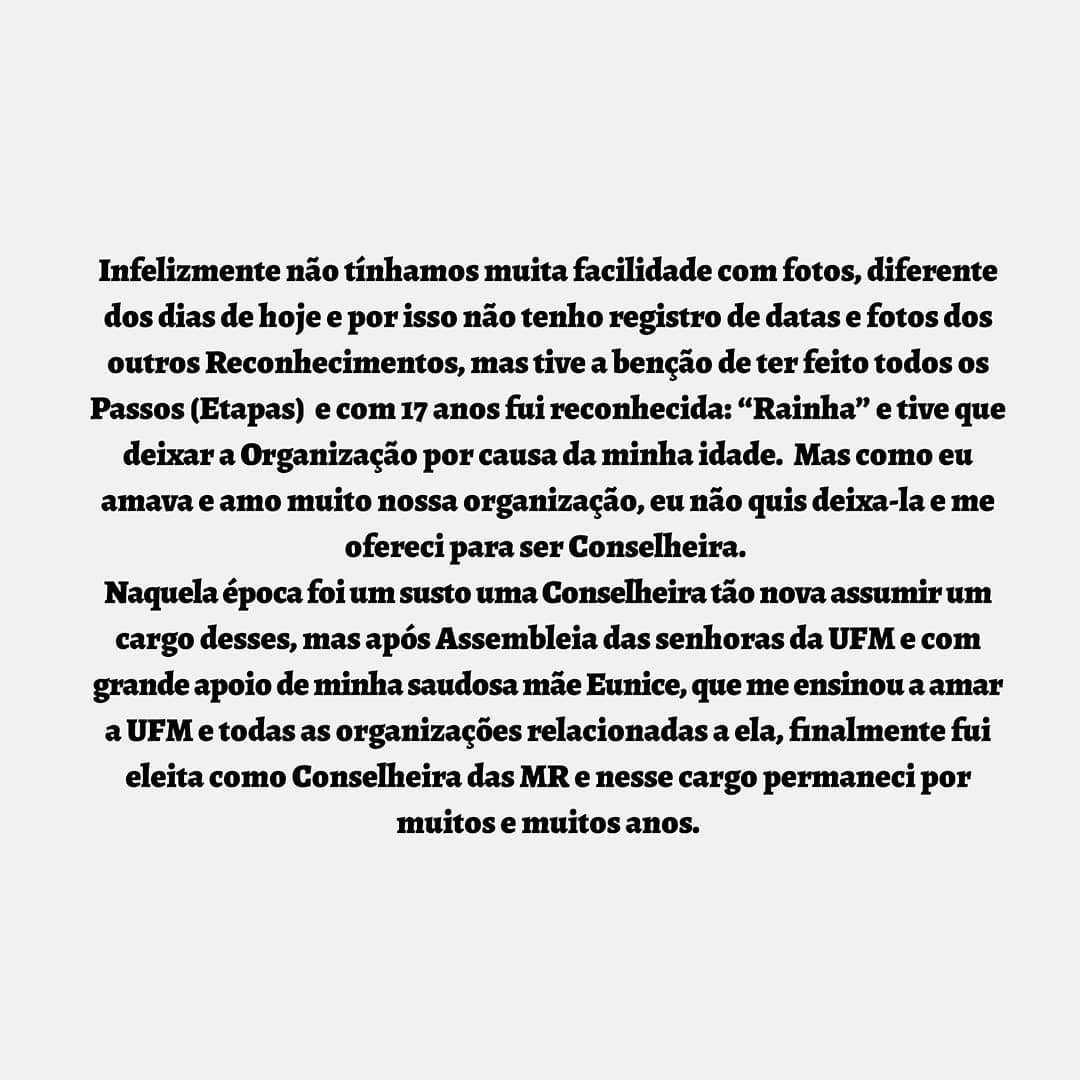 Infelizmente não tínhamos muita facilidade com fotos, diferente
dos dias de hoje e por isso não tenho registro de datas e fotos dos
outros Reconhecimentos, mas tive a benção de ter feito todos os
Passos (Etapas)  e com 17 anos fui reconhecida: “Rainha” e tive que
deixar a Organização por causa da minha idade.  Mas como eu
amava e amo muito nossa organização, eu não quis deixa-la e me
ofereci para ser Conselheira.
Naquela época foi um susto uma Conselheira tão nova assumir um
cargo desses, mas após Assembleia das senhoras da UFM e com
grande apoio de minha saudosa mãe Eunice, que me ensinou a amar
a UFM e todas as organizações relacionadas a ela, finalmente fui
eleita como Conselheira das MR e nesse cargo permaneci por
muitos e muitos anos.